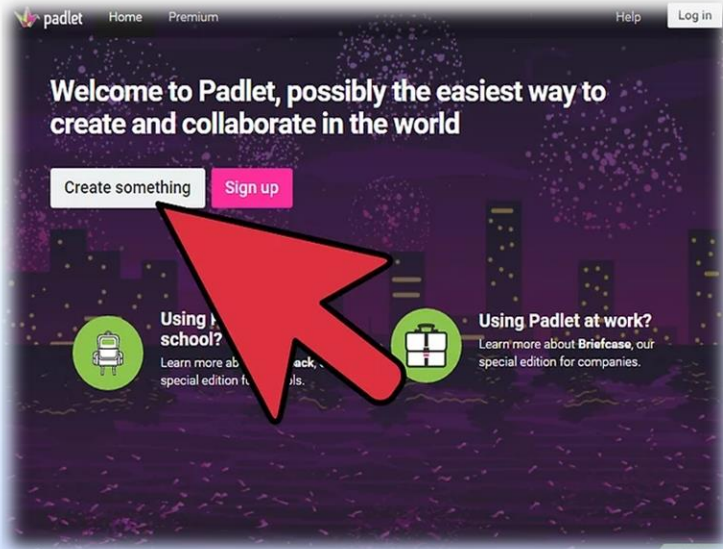 padlet Home Premium Help Log in
Welcome to Padlet, possibly the easiest way to
create and collaborate in the world
Create something Sign up
Using
school?
Learn more
special edition
Using Padlet at work?
Learn more about Briefcase, our
special edition for companies.